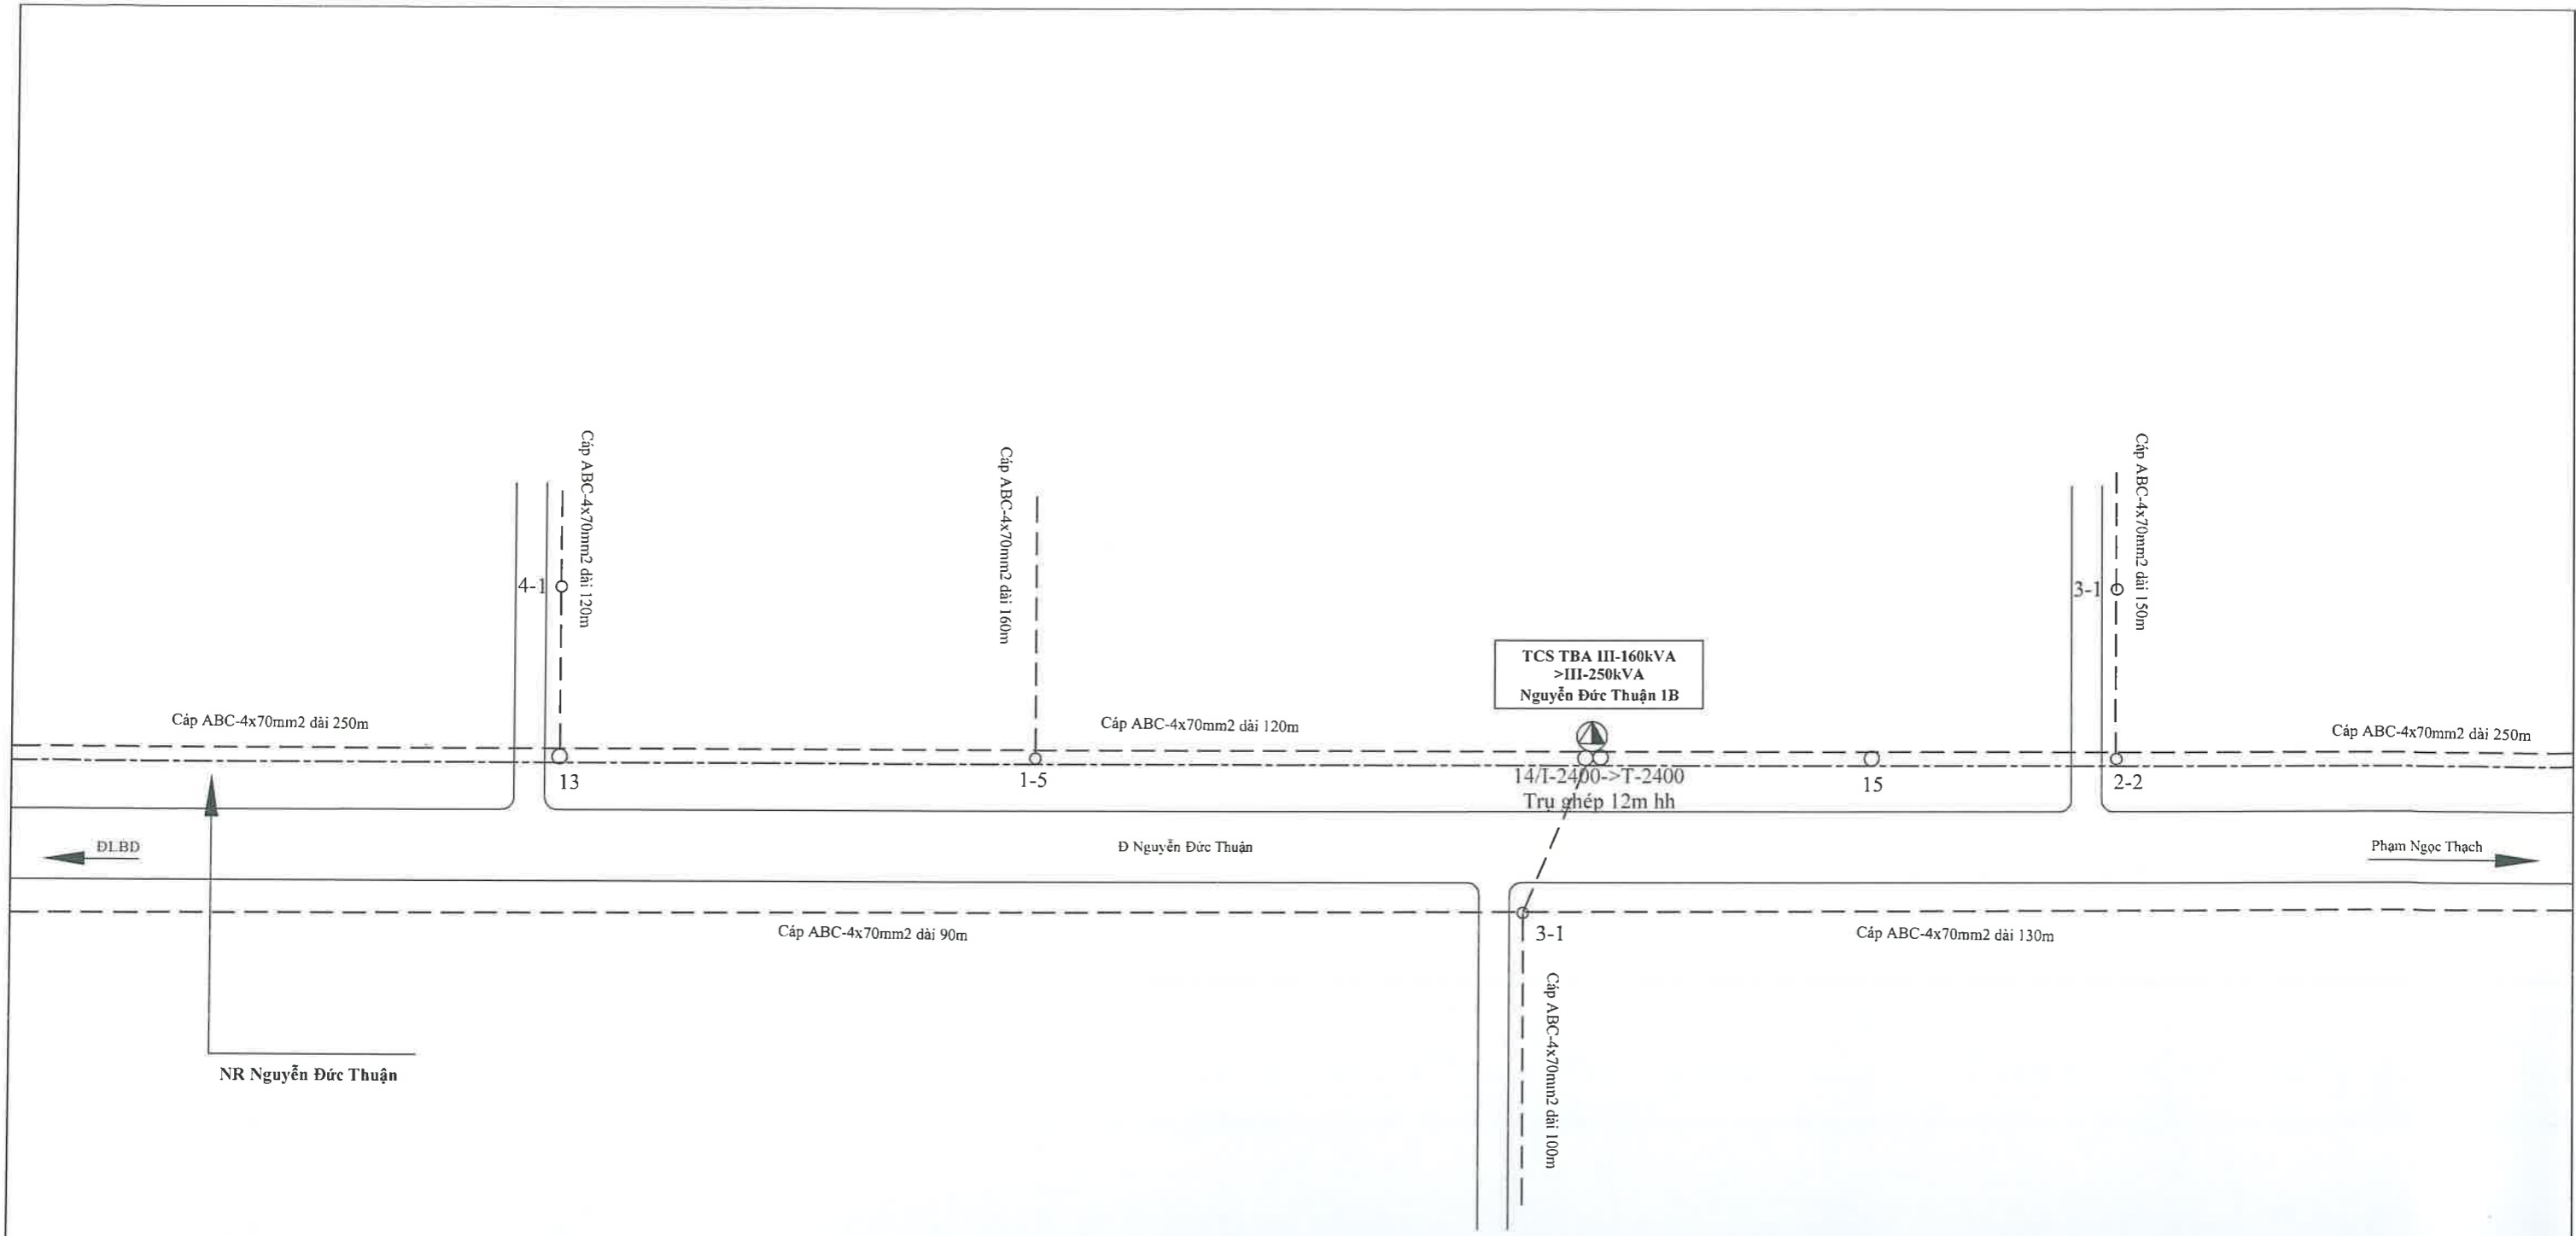 Cáp ABC-4x70mm2 dài 120m
Cáp ABC-4x70mm2 dài 160m
Cáp ABC-4x70mm2 dài 150m
4-1
3-1
TCS TBA III-160kVA
>III-250kVA
Nguyễn Đức Thuận 1B
Cáp ABC-4x70mm2 dài 250m
Cáp ABC-4x70mm2 dài 120m
Cáp ABC-4x70mm2 dài 250m
13
1-5
14/I-2400->T-2400
Trụ ghép 12m hh
15
2-2
ĐLBD
Đ Nguyễn Đức Thuận
Phạm Ngọc Thạch
Cáp ABC-4x70mm2 dài 90m
3-1
Cáp ABC-4x70mm2 dài 130m
Cáp ABC-4x70mm2 dài 100m
NR Nguyễn Đức Thuận